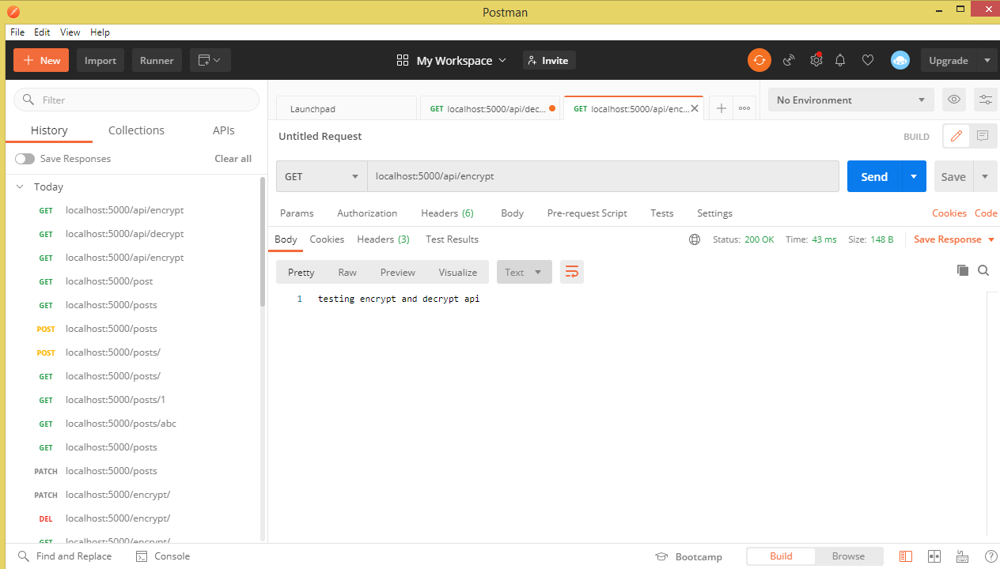 Postman
File Edit View Help
New Import Runner My Workspace Invite Upgrade
Filter
History Collections APIs
Save Responses Clear all
Today
GET localhost:5000/api/encrypt
GET localhost:5000/api/decrypt
GET localhost:5000/api/encrypt
GET localhost:5000/post
GET localhost:5000/posts
POST localhost:5000/posts
POST localhost:5000/posts/
GET localhost:5000/posts/
GET localhost:5000/posts/1
GET localhost:5000/posts/abc
GET localhost:5000/posts
PATCH localhost:5000/posts
PATCH localhost:5000/encrypt/
DEL localhost:5000/encrypt/
GET localhost:5000/encrypt/
Launchpad GET localhost:5000/api/dec... GET localhost:5000/api/enc... No Environment
Untitled Request BUILD
GET localhost:5000/api/encrypt Send Save
Params Authorization Headers (6) Body Pre-request Script Tests Settings Cookies Code
Body Cookies Headers (3) Test Results Status: 200 OK Time: 43 ms Size: 148 B Save Response
Pretty Raw Preview Visualize Text
1 testing encrypt and decrypt api
Find and Replace Console Bootcamp Build Browse